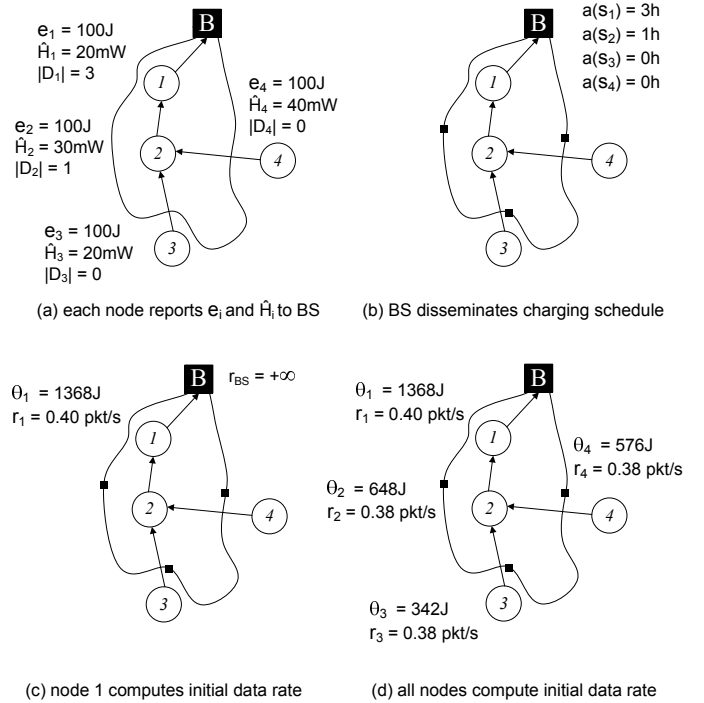 B
e₁ = 100J
Ĥ₁ = 20mW
|D₁| = 3
1
e₂ = 100J
Ĥ₂ = 30mW
|D₂| = 1
2
e₄ = 100J
Ĥ₄ = 40mW
|D₄| = 0
4
e₃ = 100J
Ĥ₃ = 20mW
|D₃| = 0
3
(a) each node reports eᵢ and Ĥᵢ to BS
B
a(s₁) = 3h
a(s₂) = 1h
a(s₃) = 0h
a(s₄) = 0h
1
2
4
3
(b) BS disseminates charging schedule
B
r_BS = +∞
θ₁ = 1368J
r₁ = 0.40 pkt/s
1
2
4
3
(c) node 1 computes initial data rate
B
θ₁ = 1368J
r₁ = 0.40 pkt/s
1
θ₄ = 576J
r₄ = 0.38 pkt/s
θ₂ = 648J
r₂ = 0.38 pkt/s
2
4
θ₃ = 342J
r₃ = 0.38 pkt/s
3
(d) all nodes compute initial data rate